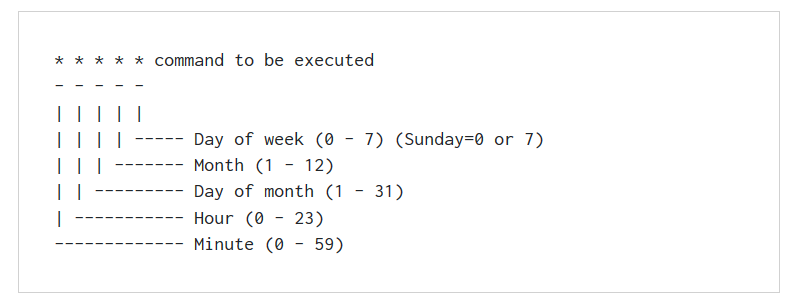 * * * * * command to be executed
- - - - -
| | | | |
| | | | ----- Day of week (0 - 7) (Sunday=0 or 7)
| | | ------- Month (1 - 12)
| | --------- Day of month (1 - 31)
| ----------- Hour (0 - 23)
------------- Minute (0 - 59)